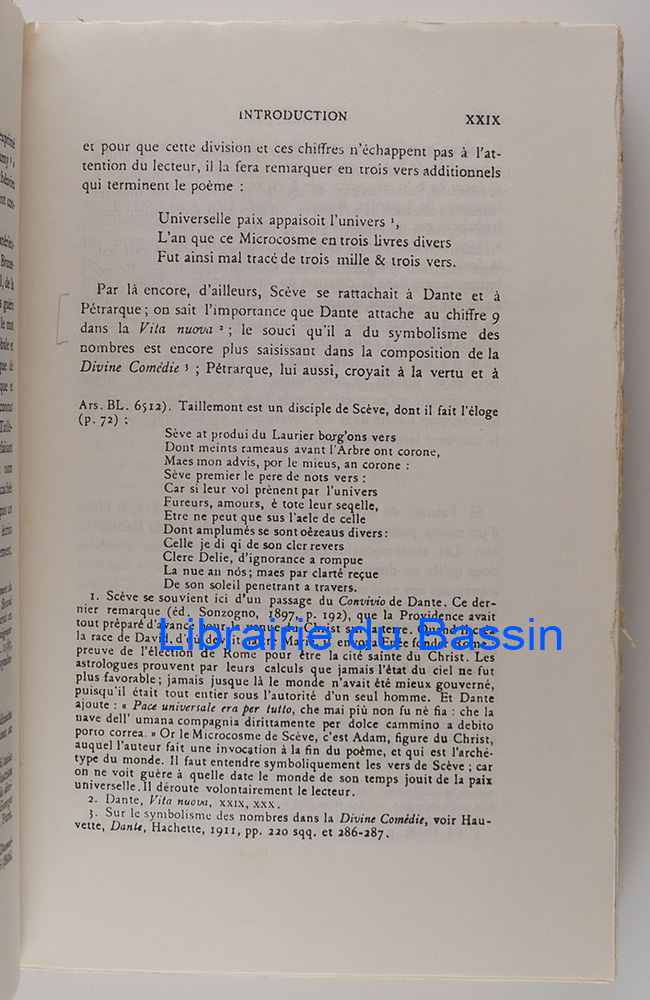 INTRODUCTION XXIX
et pour que cette division et ces chiffres n'échappent pas à l'at-
tention du lecteur, il la fera remarquer en trois vers additionnels
qui terminent le poème :
Universelle paix appaisoit l'univers ¹,
L'an que ce Microcosme en trois livres divers
Fut ainsi mal tracé de trois mille & trois vers.
Par là encore, d'ailleurs, Scève se rattachait à Dante et à
Pétrarque ; on sait l'importance que Dante attache au chiffre 9
dans la Vita nuova ² ; le souci qu'il a du symbolisme des
nombres est encore plus saisissant dans la composition de la
Divine Comédie ³ ; Pétrarque, lui aussi, croyait à la vertu et à
Ars. BL. 6512). Taillemont est un disciple de Scève, dont il fait l'éloge
(p. 72) :
Sève at produi du Laurier borg'ons vers
Dont meints rameaus avant l'Arbre ont corone,
Maes mon advis, por le mieus, an corone :
Sève premier le pere de nots vers :
Car si leur vol prènent par l'univers
Fureurs, amours, è tote leur seqelle,
Etre ne peut que sus l'aele de celle
Dont amplumés se sont oèzeaus divers :
Celle je di qi de son cler revers
Clere Delie, d'ignorance a rompue
La nue an nós ; maes par clarté reçue
De son soleil penetrant a travers.
1. Scève se souvient ici d'un passage du Convivio de Dante. Ce der-
nier remarque (éd. Sonzogno, 1897, p. 192), que la Providence avait
tout préparé d'avance pour la venue du Christ sur terre. Quand
la race de David, d'où devait
preuve de l'élection de Rome pour être la cité sainte du Christ. Les
astrologues prouvent par leurs calculs que jamais l'état du ciel ne fut
plus favorable ; jamais jusque là le monde n'avait été mieux gouverné,
puisqu'il était tout entier sous l'autorité d'un seul homme. Et Dante
ajoute : « Pace universale era per tutto, che mai più non fu nè fia : che la
nave dell' umana compagnia dirittamente per dolce cammino a debito
porto correa. » Or le Microcosme de Scève, c'est Adam, figure du Christ,
auquel l'auteur fait une invocation à la fin du poème, et qui est l'arché-
type du monde. Il faut entendre symboliquement les vers de Scève ; car
on ne voit guère à quelle date le monde de son temps jouit de la paix
universelle. Il déroute volontairement le lecteur.
2. Dante, Vita nuova, XXIX, XXX.
3. Sur le symbolisme des nombres dans la Divine Comédie, voir Hau-
vette, Dante, Hachette, 1911, pp. 220 sqq. et 286-287.
Librairie du Bassin